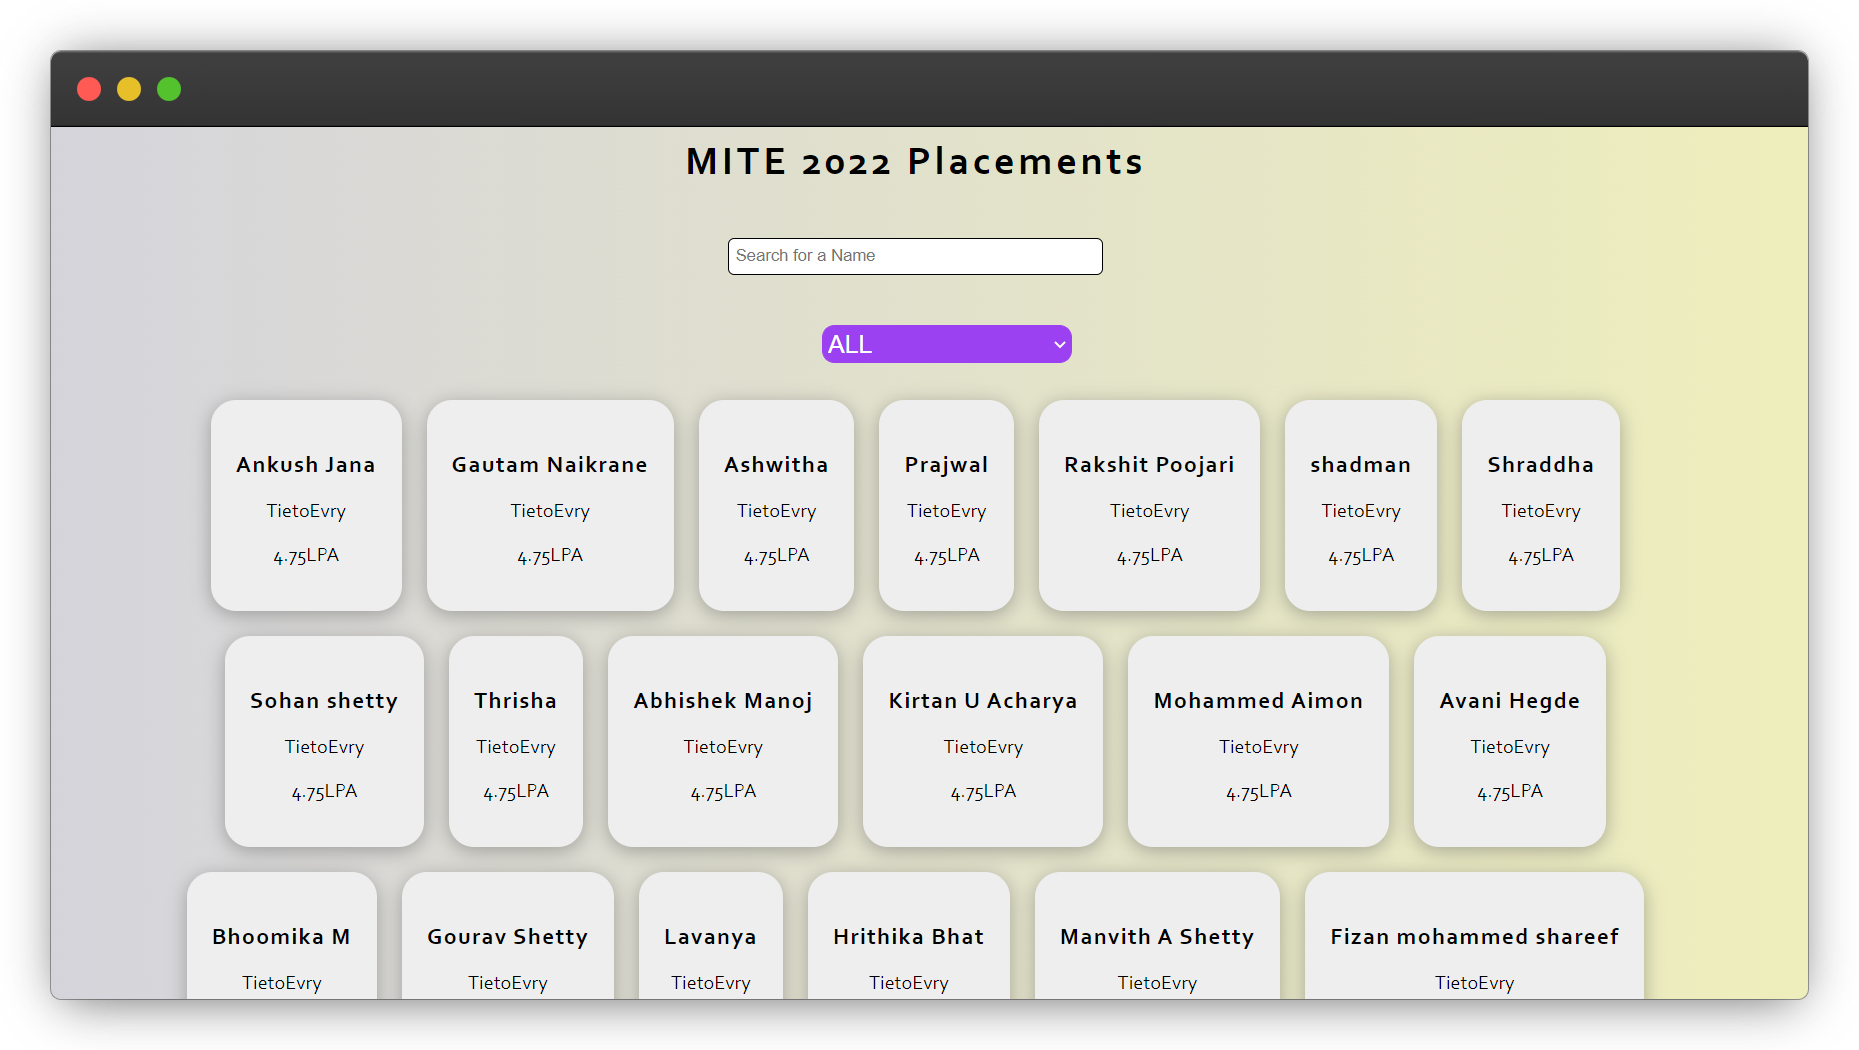 MITE 2022 Placements
Search for a Name
ALL
Ankush Jana
TietoEvry
4.75LPA
Gautam Naikrane
TietoEvry
4.75LPA
Ashwitha
TietoEvry
4.75LPA
Prajwal
TietoEvry
4.75LPA
Rakshit Poojari
TietoEvry
4.75LPA
shadman
TietoEvry
4.75LPA
Shraddha
TietoEvry
4.75LPA
Sohan shetty
TietoEvry
4.75LPA
Thrisha
TietoEvry
4.75LPA
Abhishek Manoj
TietoEvry
4.75LPA
Kirtan U Acharya
TietoEvry
4.75LPA
Mohammed Aimon
TietoEvry
4.75LPA
Avani Hegde
TietoEvry
4.75LPA
Bhoomika M
TietoEvry
Gourav Shetty
TietoEvry
Lavanya
TietoEvry
Hrithika Bhat
TietoEvry
Manvith A Shetty
TietoEvry
Fizan mohammed shareef
TietoEvry